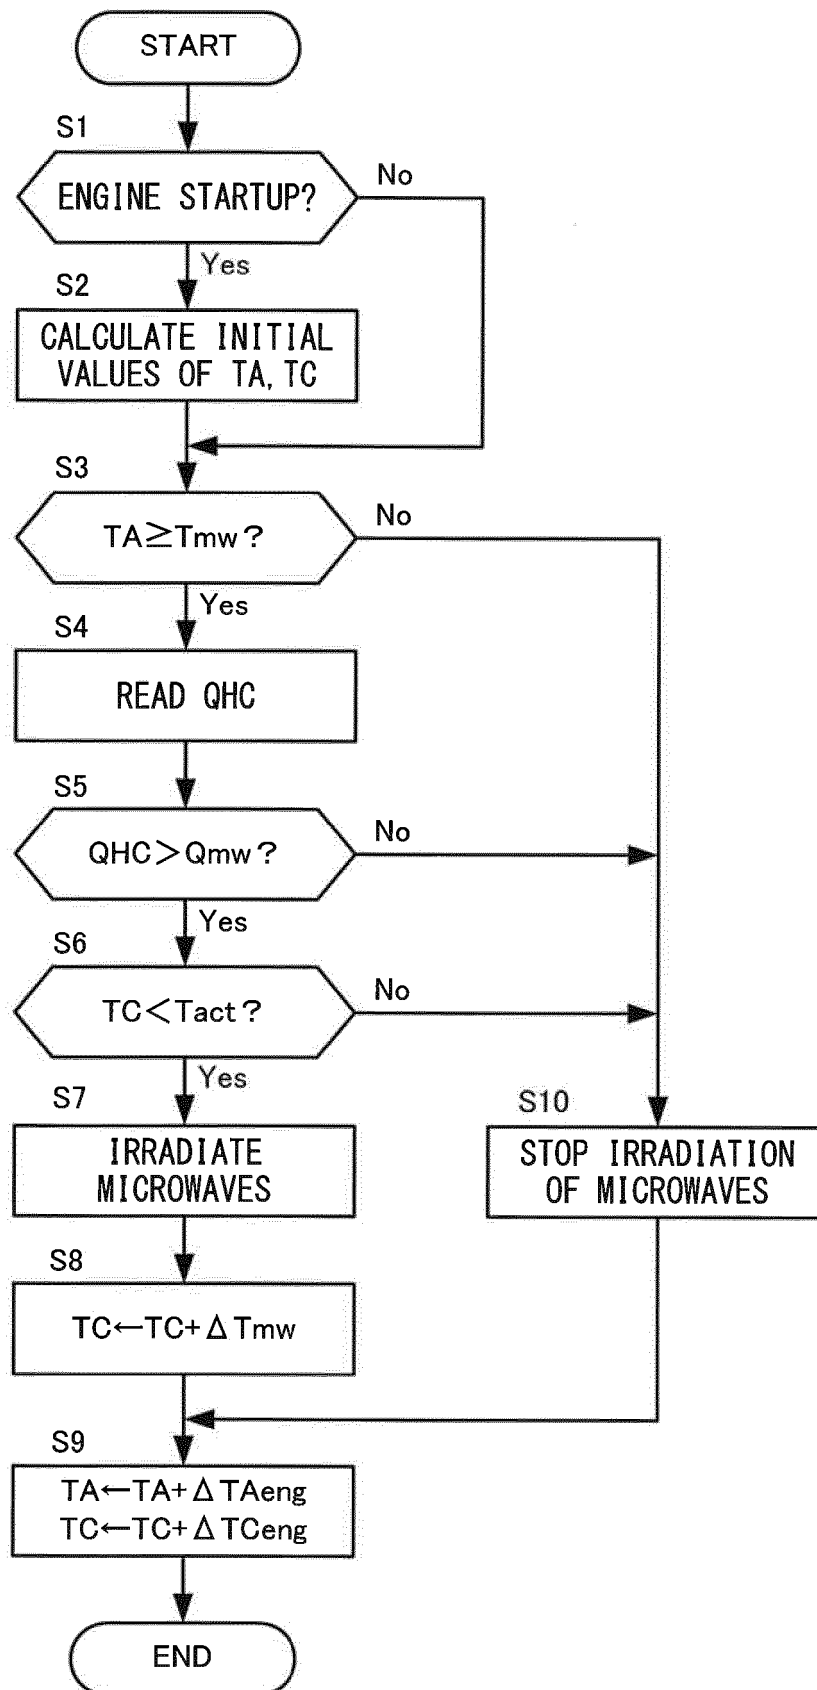 START
S1
ENGINE STARTUP?
No
Yes
S2
CALCULATE INITIAL
VALUES OF TA, TC
S3
TA≧Tmw?
No
Yes
S4
READ QHC
S5
QHC>Qmw?
No
Yes
S6
TC<Tact?
No
Yes
S7
IRRADIATE
MICROWAVES
S10
STOP IRRADIATION
OF MICROWAVES
S8
TC←TC+ΔTmw
S9
TA←TA+ΔTAeng
TC←TC+ΔTCeng
END